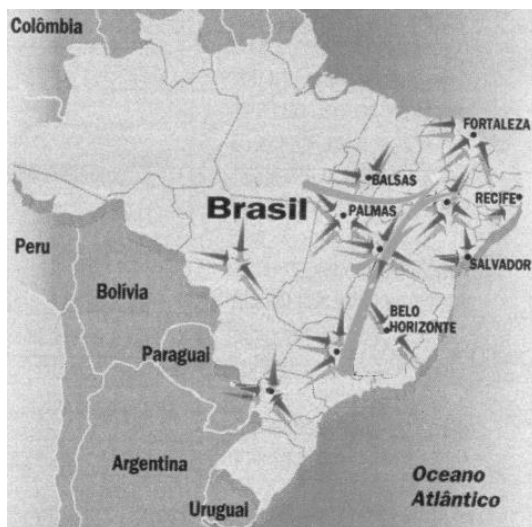 Colômbia
FORTALEZA
BALSAS
RECIFE
Brasil
PALMAS
Peru
SALVADOR
Bolívia
BELO
HORIZONTE
Paraguai
Argentina
Oceano
Atlântico
Uruguai